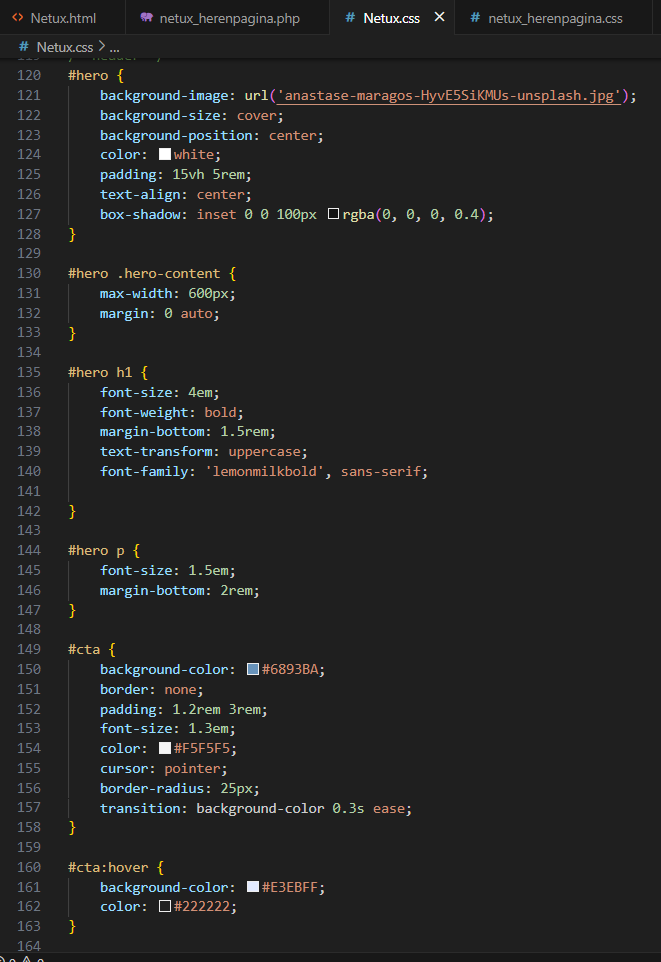 Netux.html netux_herenpagina.php Netux.css netux_herenpagina.css
Netux.css > ...
120 #hero {
121 background-image: url('anastase-maragos-HyvE5SiKMUs-unsplash.jpg');
122 background-size: cover;
123 background-position: center;
124 color: white;
125 padding: 15vh 5rem;
126 text-align: center;
127 box-shadow: inset 0 0 100px rgba(0, 0, 0, 0.4);
128 }
129
130 #hero .hero-content {
131 max-width: 600px;
132 margin: 0 auto;
133 }
134
135 #hero h1 {
136 font-size: 4em;
137 font-weight: bold;
138 margin-bottom: 1.5rem;
139 text-transform: uppercase;
140 font-family: 'lemonmilkbold', sans-serif;
141
142 }
143
144 #hero p {
145 font-size: 1.5em;
146 margin-bottom: 2rem;
147 }
148
149 #cta {
150 background-color: #6893BA;
151 border: none;
152 padding: 1.2rem 3rem;
153 font-size: 1.3em;
154 color: #F5F5F5;
155 cursor: pointer;
156 border-radius: 25px;
157 transition: background-color 0.3s ease;
158 }
159
160 #cta:hover {
161 background-color: #E3EBFF;
162 color: #222222;
163 }
164